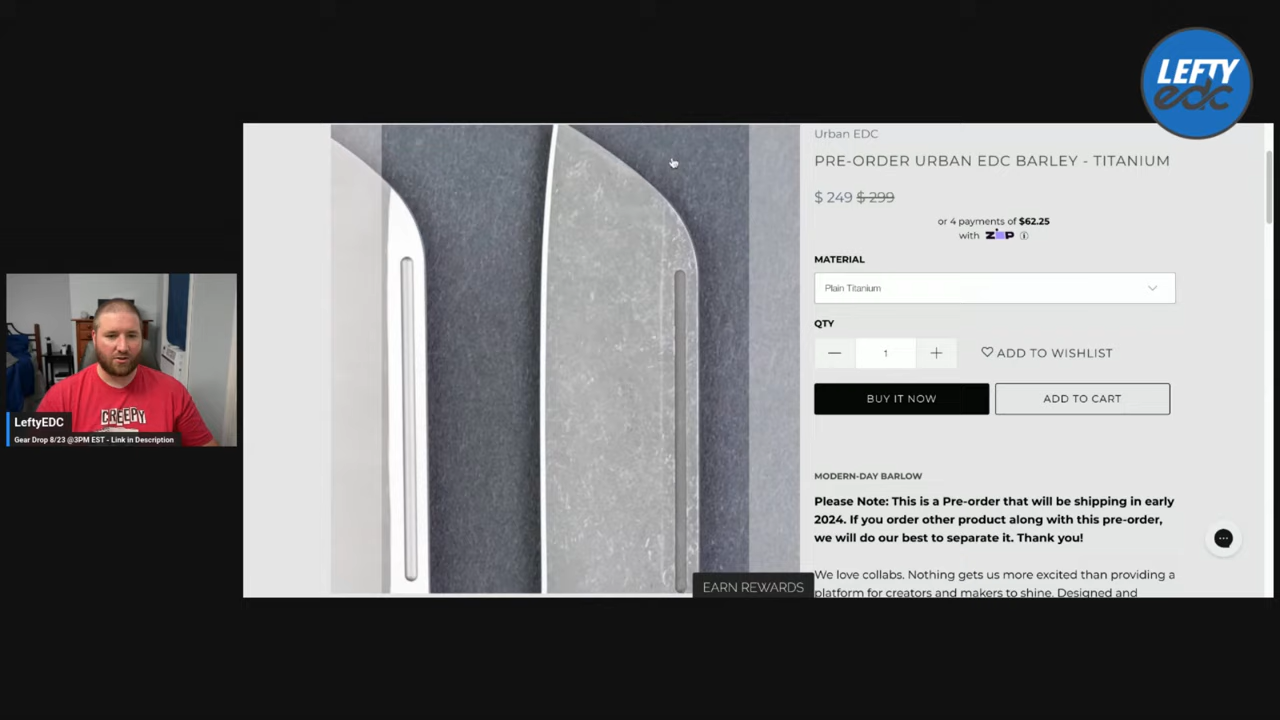 LEFTY
edc
Urban EDC
PRE-ORDER URBAN EDC BARLEY - TITANIUM
$ 249 $ 299
or 4 payments of $62.25
with ZIP
MATERIAL
Plain Titanium
QTY
1
ADD TO WISHLIST
BUY IT NOW
ADD TO CART
MODERN-DAY BARLOW
Please Note: This is a Pre-order that will be shipping in early
2024. If you order other product along with this pre-order,
we will do our best to separate it. Thank you!
We love collabs. Nothing gets us more excited than providing a
platform for creators and makers to shine. Designed and
EARN REWARDS
CREEPY
LeftyEDC
Gear Drop 8/23 @3PM EST - Link in Description